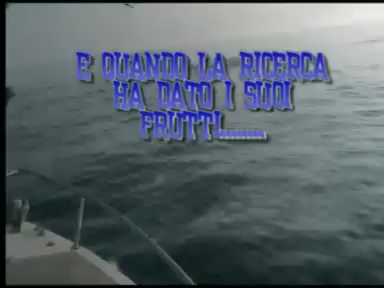 E QUANDO LA RICERCA
HA DATO I SUOI
FRUTTI..........